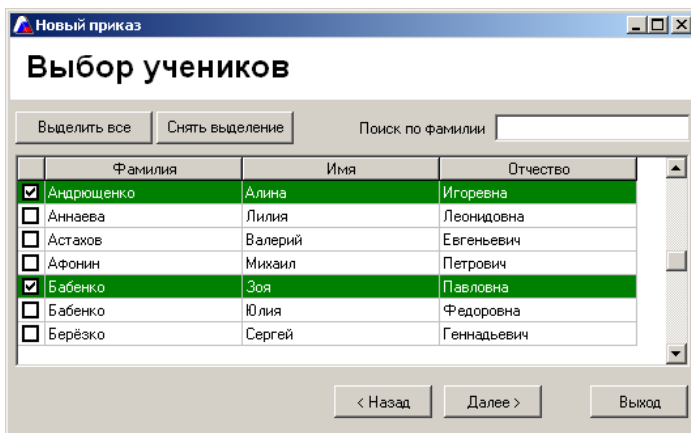 Новый приказ
Выбор учеников
Выделить все Снять выделение Поиск по фамилии
Фамилия Имя Отчество
Андрющенко Алина Игоревна
Аннаева Лилия Леонидовна
Астахов Валерий Евгеньевич
Афонин Михаил Петрович
Бабенко Зоя Павловна
Бабенко Юлия Федоровна
Берёзко Сергей Геннадьевич
< Назад Далее > Выход